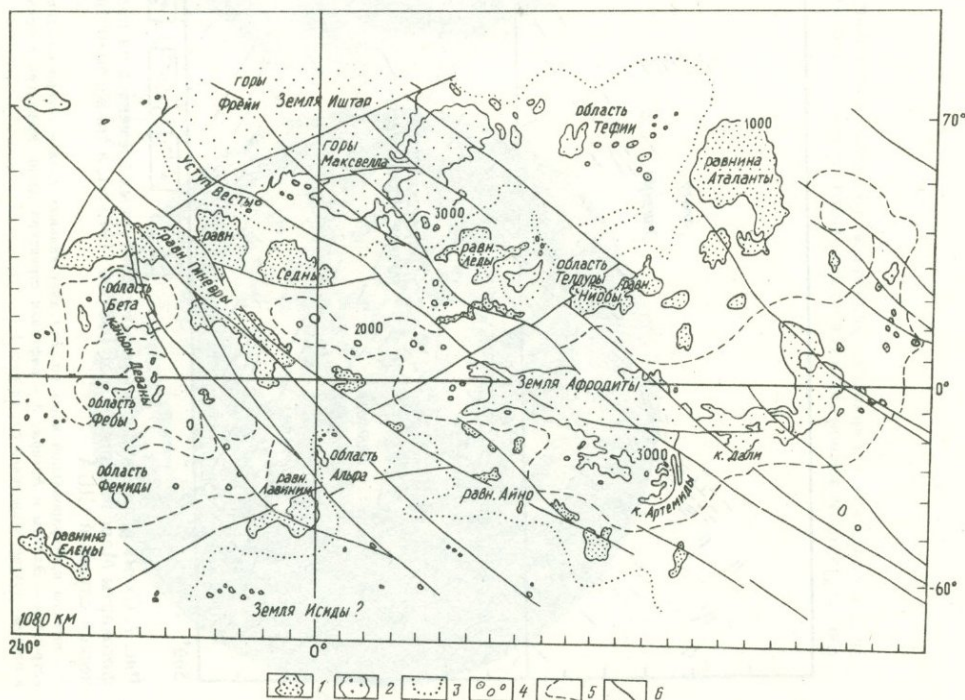 горы
Фрейи
Земля Иштар
область
Тефии
1000
70°
горы
Максвелла
равнина
Аталанты
Уступ Весты
3000
равн.
равн.
Леды
область
Теллуры
равн.
Ниобы
равн. Гиневры
Седны
область
Бета
2000
каньон Деваны
Земля Афродиты
0°
область
Фебы
к. Дали
область
Альфа
3000
область
Фемиды
равн.
Лавинии
равн. Айно
к. Артемиды
равнина
Елены
-60°
Земля Исиды?
1080 км
240°
0°
1 2 3 4 5 6